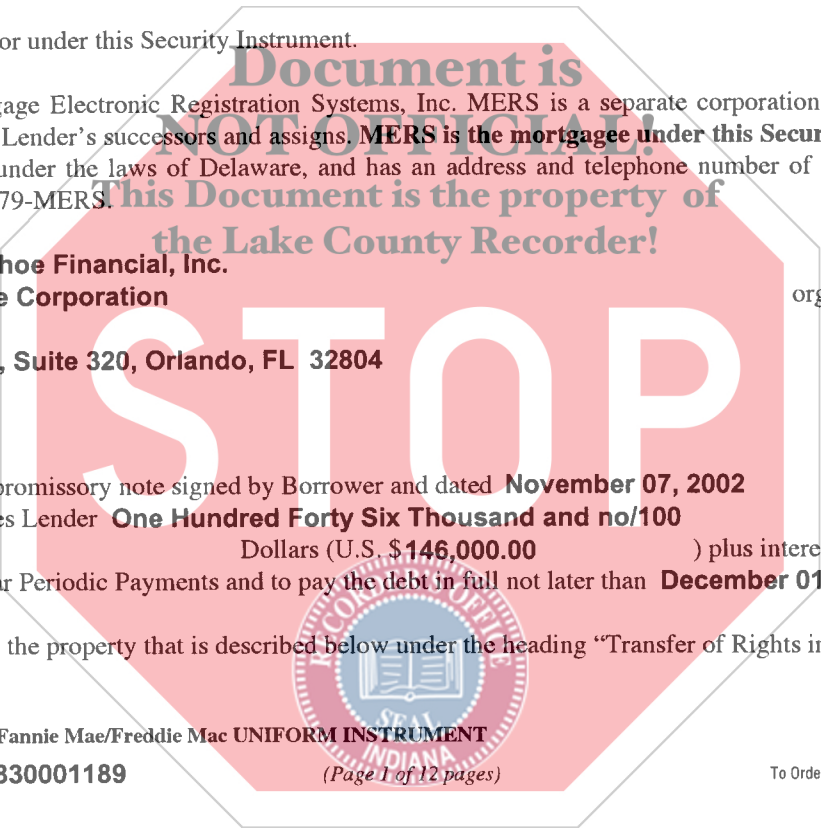 or under this Security Instrument.
Document is
gage Electronic Registration Systems, Inc. MERS is a separate corporation
NOT OFFICIAL!
Lender's successors and assigns. MERS is the mortgagee under this Secur
under the laws of Delaware, and has an address and telephone number of
79-MERS.
This Document is the property of
the Lake County Recorder!
hoe Financial, Inc.
e Corporation
org
, Suite 320, Orlando, FL 32804
STOP
promissory note signed by Borrower and dated November 07, 2002
es Lender One Hundred Forty Six Thousand and no/100
Dollars (U.S. $146,000.00 ) plus intere
ar Periodic Payments and to pay the debt in full not later than December 01
RECORDER'S OFFICE
the property that is described below under the heading “Transfer of Rights in
SEAL
INDIANA
Fannie Mae/Freddie Mac UNIFORM INSTRUMENT
830001189
(Page 1 of 12 pages)
To Orde